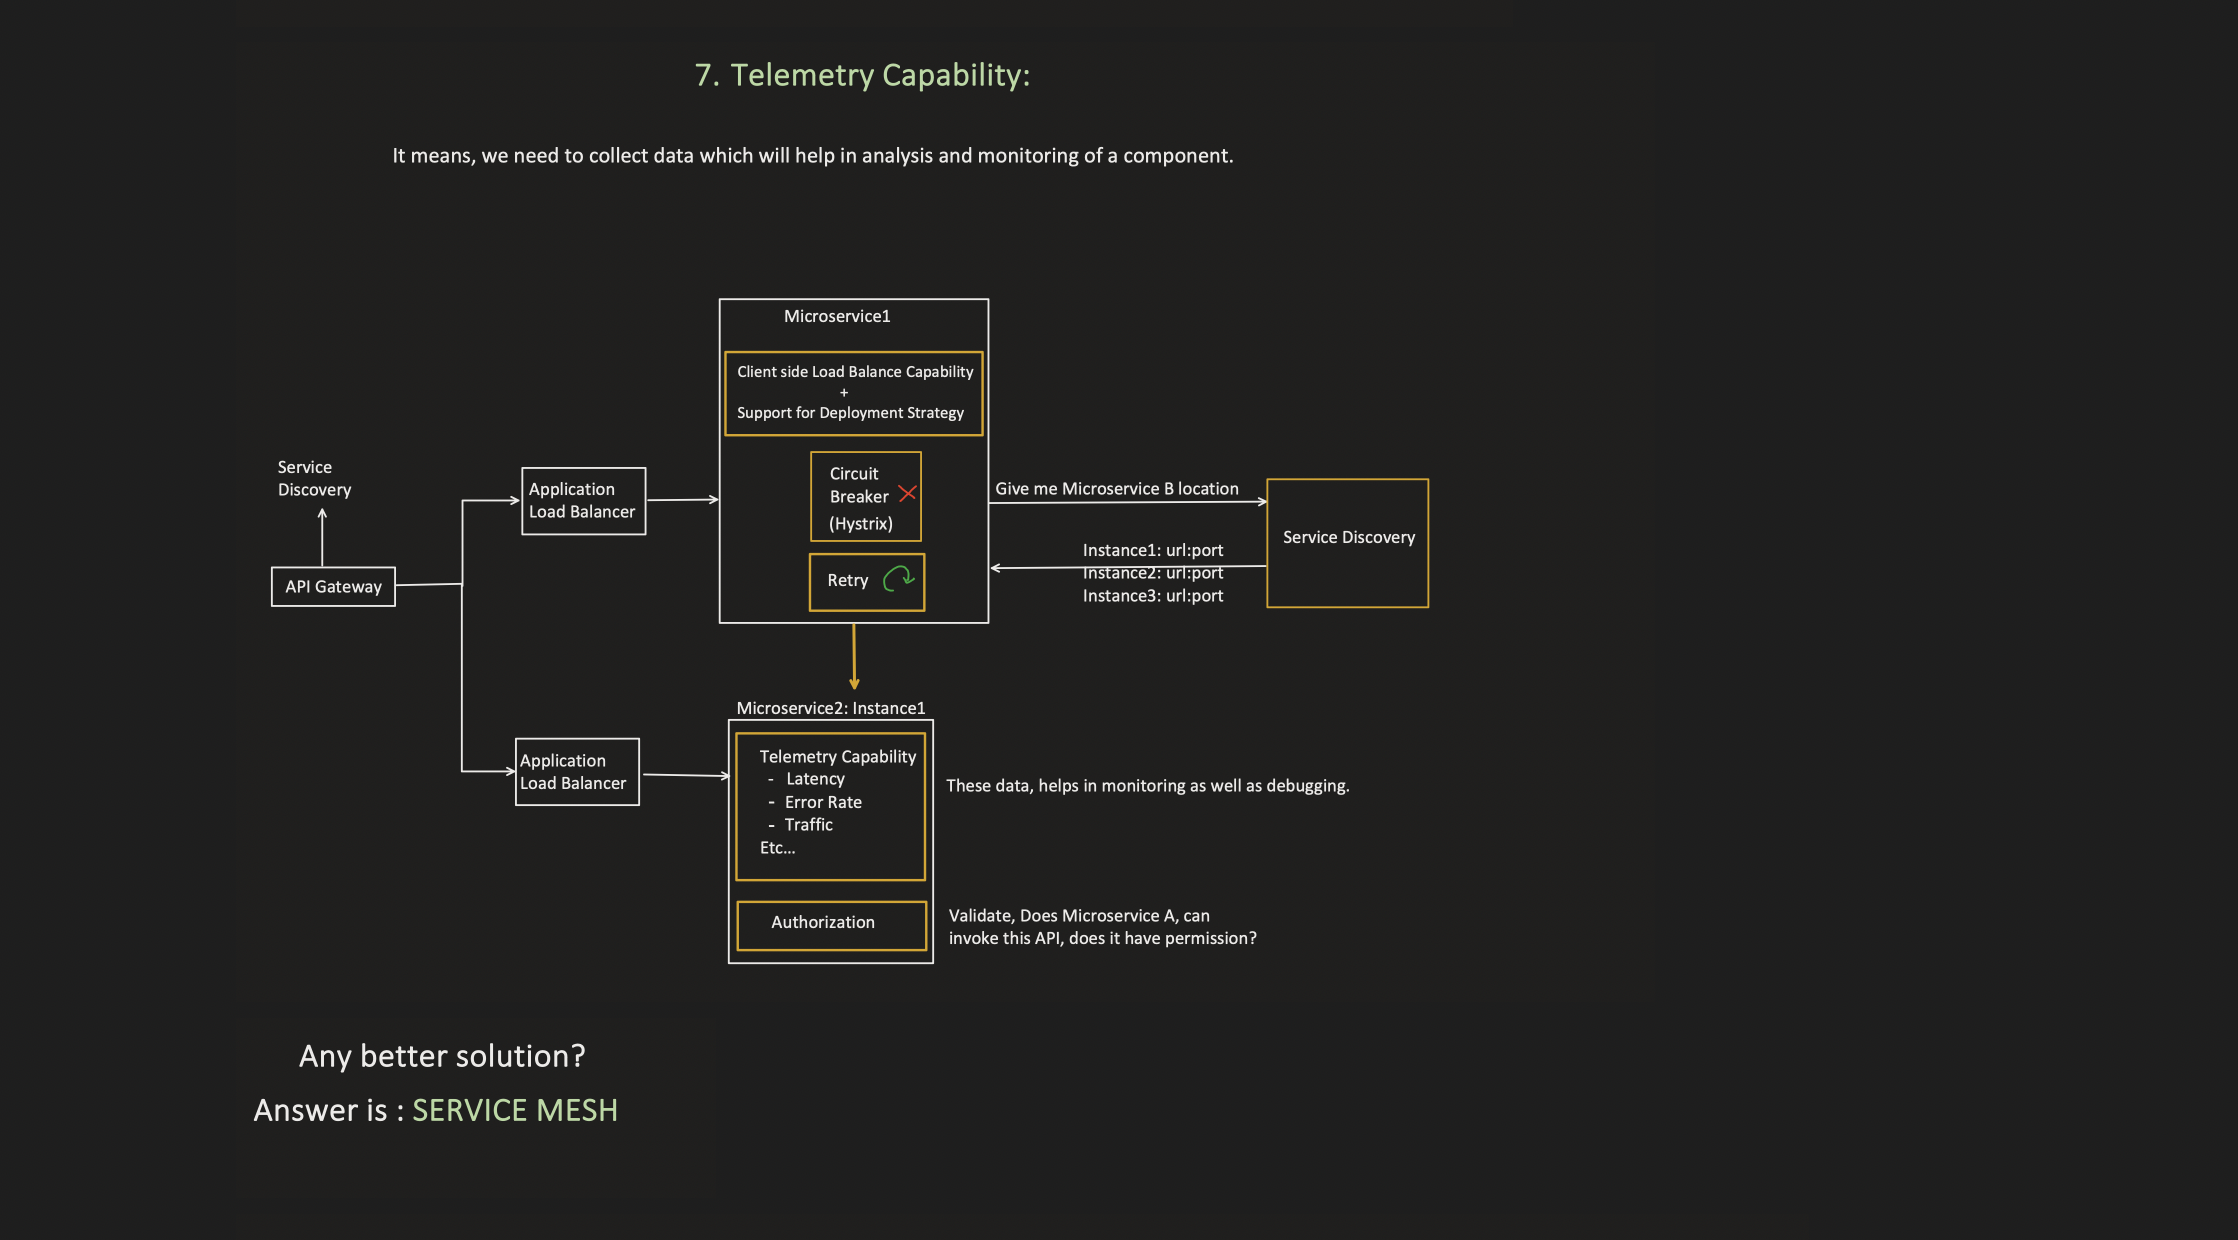 7. Telemetry Capability:
It means, we need to collect data which will help in analysis and monitoring of a component.
Microservice1
Client side Load Balance Capability
+
Support for Deployment Strategy
Circuit
Breaker
(Hystrix)
Retry
Service
Discovery
API Gateway
Application
Load Balancer
Give me Microservice B location
Instance1: url:port
Instance2: url:port
Instance3: url:port
Service Discovery
Microservice2: Instance1
Application
Load Balancer
Telemetry Capability
- Latency
- Error Rate
- Traffic
Etc...
These data, helps in monitoring as well as debugging.
Authorization
Validate, Does Microservice A, can
invoke this API, does it have permission?
Any better solution?
Answer is : SERVICE MESH